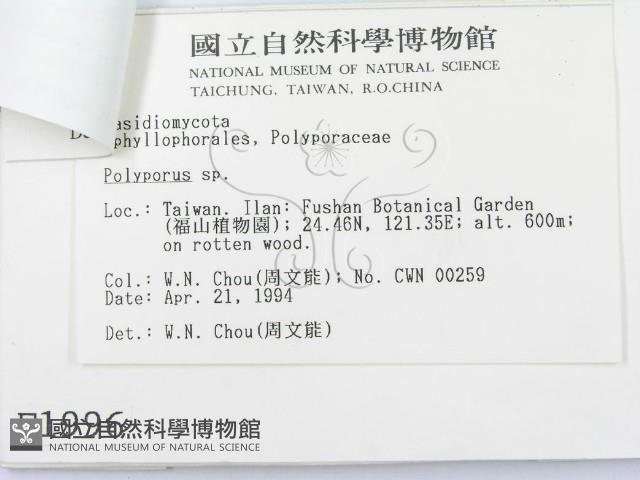 國立自然科學博物館
NATIONAL MUSEUM OF NATURAL SCIENCE
TAICHUNG, TAIWAN, R.O.CHINA
asidiomycota
phyllophorales, Polyporaceae
Polyporus sp.
Loc.: Taiwan. Ilan: Fushan Botanical Garden
(福山植物園); 24.46N, 121.35E; alt. 600m;
on rotten wood.
Col.: W.N. Chou(周文能); No. CWN 00259
Date: Apr. 21, 1994
Det.: W.N. Chou(周文能)
F1996
國立自然科學博物館
NATIONAL MUSEUM OF NATURAL SCIENCE